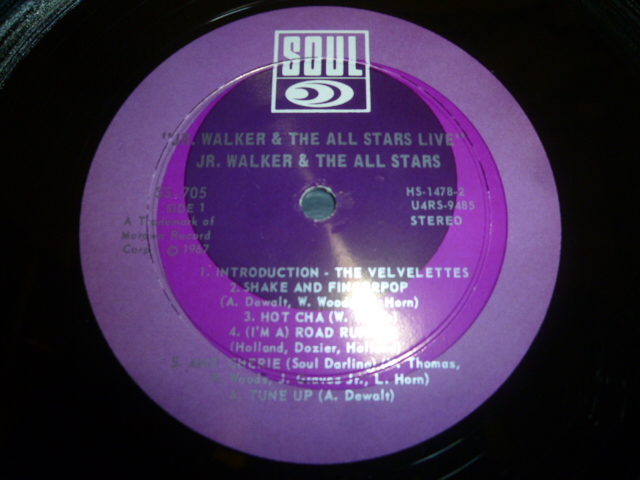 SOUL
"JR. WALKER & THE ALL STARS LIVE"
JR. WALKER & THE ALL STARS
SS-705
SIDE 1
A Trademark of
Motown Record
Corp. © 1967
HS-1478-2
U4RS-9485
STEREO
1. INTRODUCTION - THE VELVELETTES
2. SHAKE AND FINGERPOP
(A. Dewalt, W. Woods, Horn)
3. HOT CHA (W.
4. (I'M A) ROAD RUNNER
(Holland, Dozier, Holland)
5. CHERIE (Soul Darling) Thomas,
Woods, J. Graves Jr., L. Horn)
6. TUNE UP (A. Dewalt)